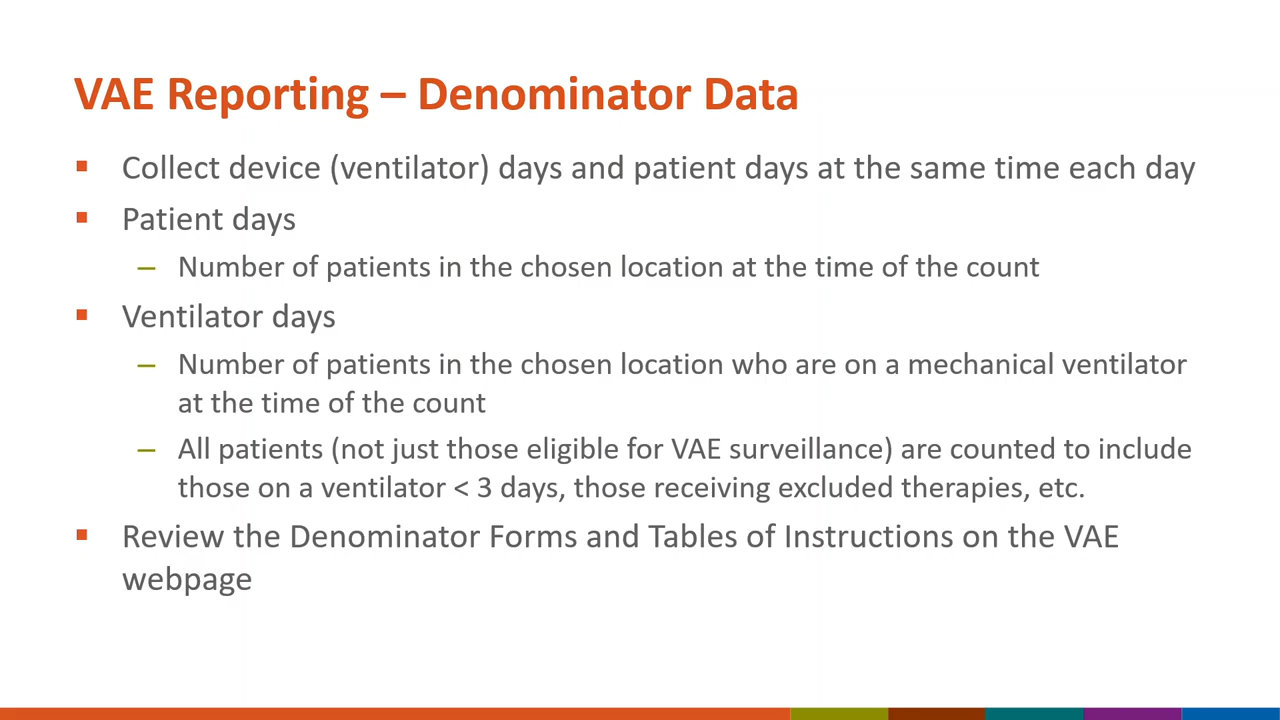 VAE Reporting – Denominator Data
▪ Collect device (ventilator) days and patient days at the same time each day
▪ Patient days
– Number of patients in the chosen location at the time of the count
▪ Ventilator days
– Number of patients in the chosen location who are on a mechanical ventilator
at the time of the count
– All patients (not just those eligible for VAE surveillance) are counted to include
those on a ventilator < 3 days, those receiving excluded therapies, etc.
▪ Review the Denominator Forms and Tables of Instructions on the VAE
webpage